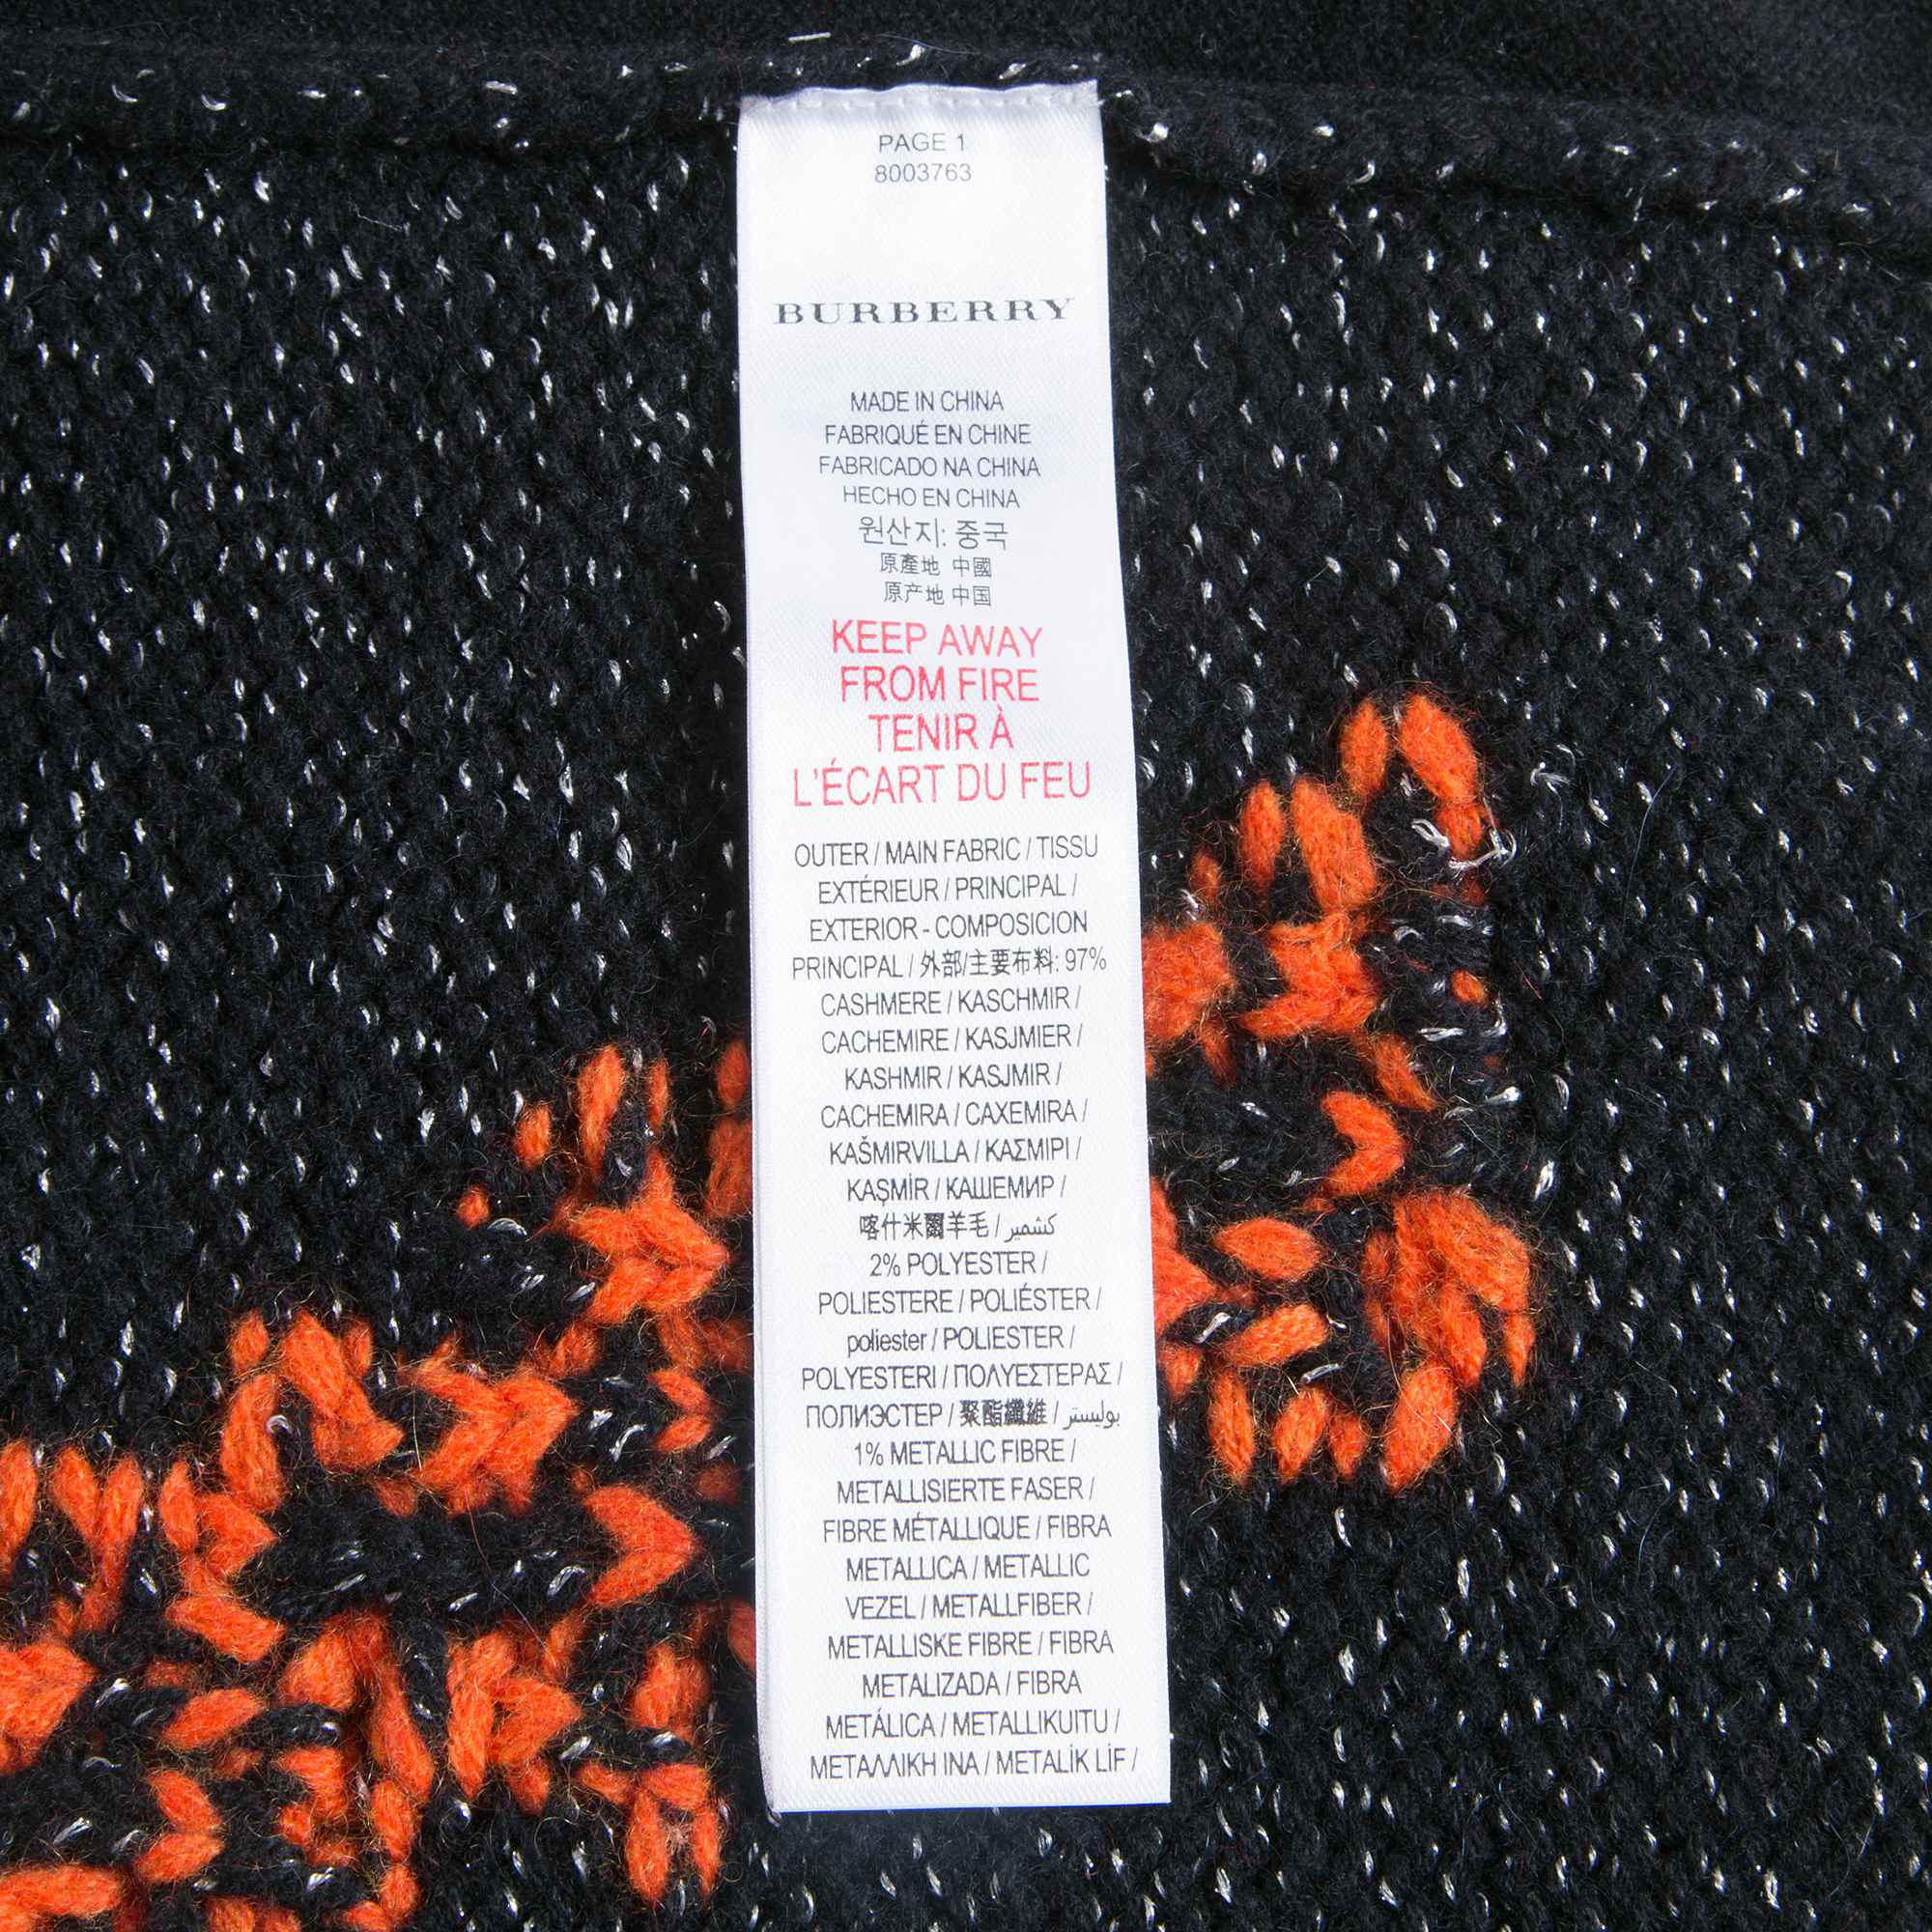 PAGE 1
8003763
BURBERRY
MADE IN CHINA
FABRIQUÉ EN CHINE
FABRICADO NA CHINA
HECHO EN CHINA
원산지: 중국
原產地 中國
原产地 中国
KEEP AWAY
FROM FIRE
TENIR À
L'ÉCART DU FEU
OUTER / MAIN FABRIC / TISSU
EXTÉRIEUR / PRINCIPAL /
EXTERIOR - COMPOSICION
PRINCIPAL / 外部/主要布料: 97%
CASHMERE / KASCHMIR /
CACHEMIRE / KASJMIER /
KASHMIR / KASJMIR /
CACHEMIRA / CAXEMIRA /
KAŠMIRVILLA / ΚΑΣΜΙΡΙ /
KAŞMİR / КАШЕМИР /
喀什米爾羊毛 / كشمير
2% POLYESTER /
POLIESTERE / POLIÉSTER /
poliester / POLIESTER /
POLYESTERI / ΠΟΛΥΕΣΤΕΡΑΣ /
ПОЛИЭСТЕР / 聚酯纖維 / بوليستر
1% METALLIC FIBRE /
METALLISIERTE FASER /
FIBRE MÉTALLIQUE / FIBRA
METALLICA / METALLIC
VEZEL / METALLFIBER /
METALLISKE FIBRE / FIBRA
METALIZADA / FIBRA
METÁLICA / METALLIKUITU /
ΜΕΤΑΛΛΙΚΗ ΙΝΑ / METALİK LİF /